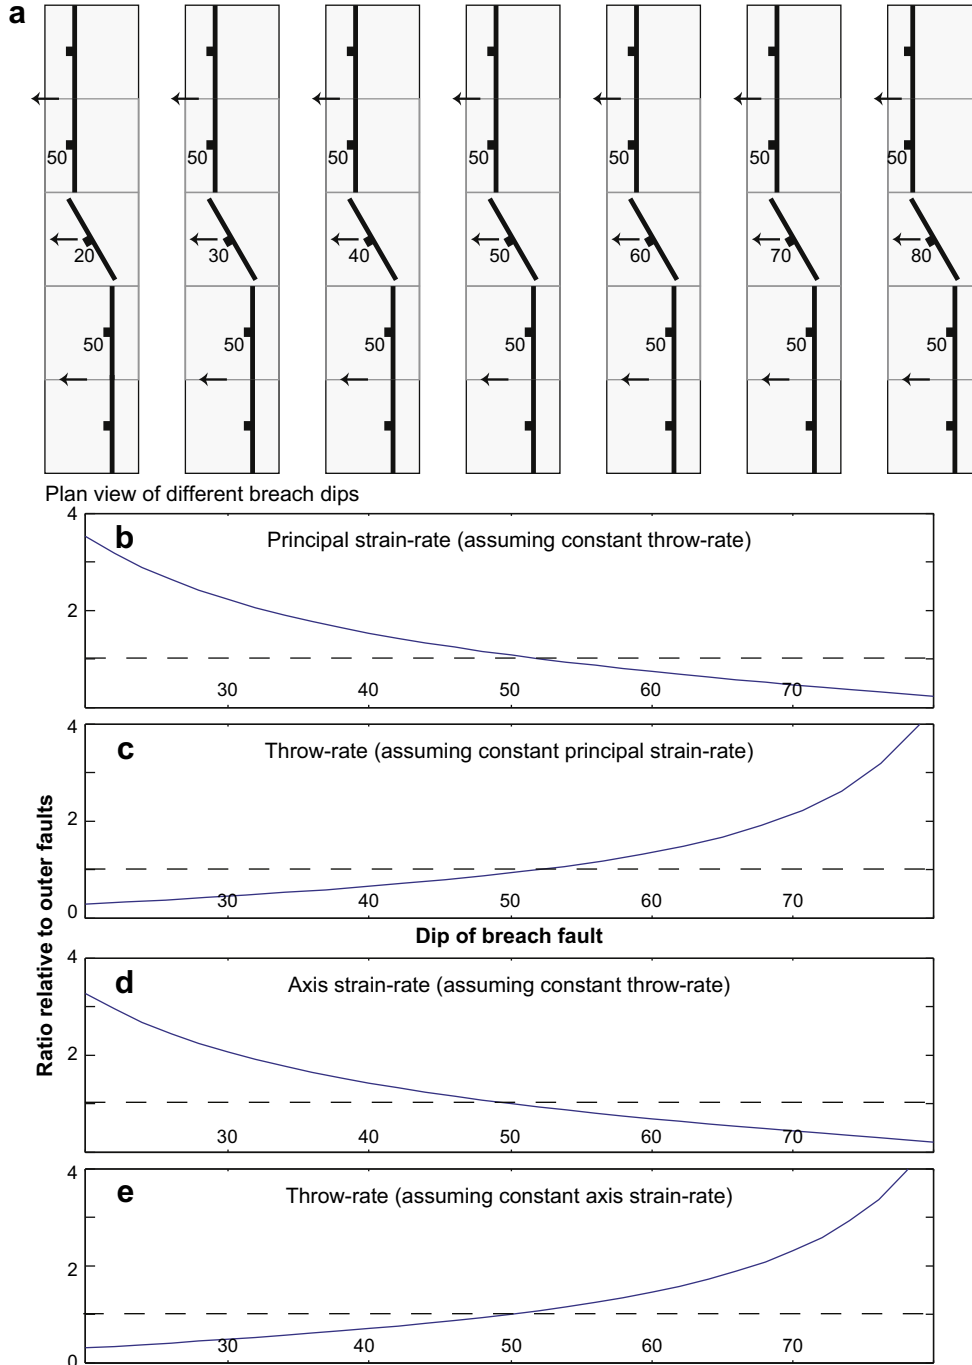 a
50 50 50 50 50 50 50
20 30 40 50 60 70 80
50 50 50 50 50 50 50
Plan view of different breach dips
4
b Principal strain-rate (assuming constant throw-rate)
2
30 40 50 60 70
4
c Throw-rate (assuming constant principal strain-rate)
2
30 40 50 60 70
0
Dip of breach fault
Ratio relative to outer faults
4
d Axis strain-rate (assuming constant throw-rate)
2
30 40 50 60 70
4
e Throw-rate (assuming constant axis strain-rate)
2
30 40 50 60 70
0